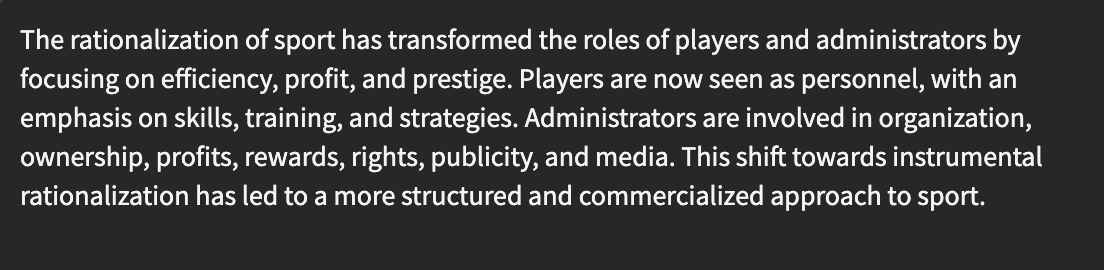 The rationalization of sport has transformed the roles of players and administrators by
focusing on efficiency, profit, and prestige. Players are now seen as personnel, with an
emphasis on skills, training, and strategies. Administrators are involved in organization,
ownership, profits, rewards, rights, publicity, and media. This shift towards instrumental
rationalization has led to a more structured and commercialized approach to sport.